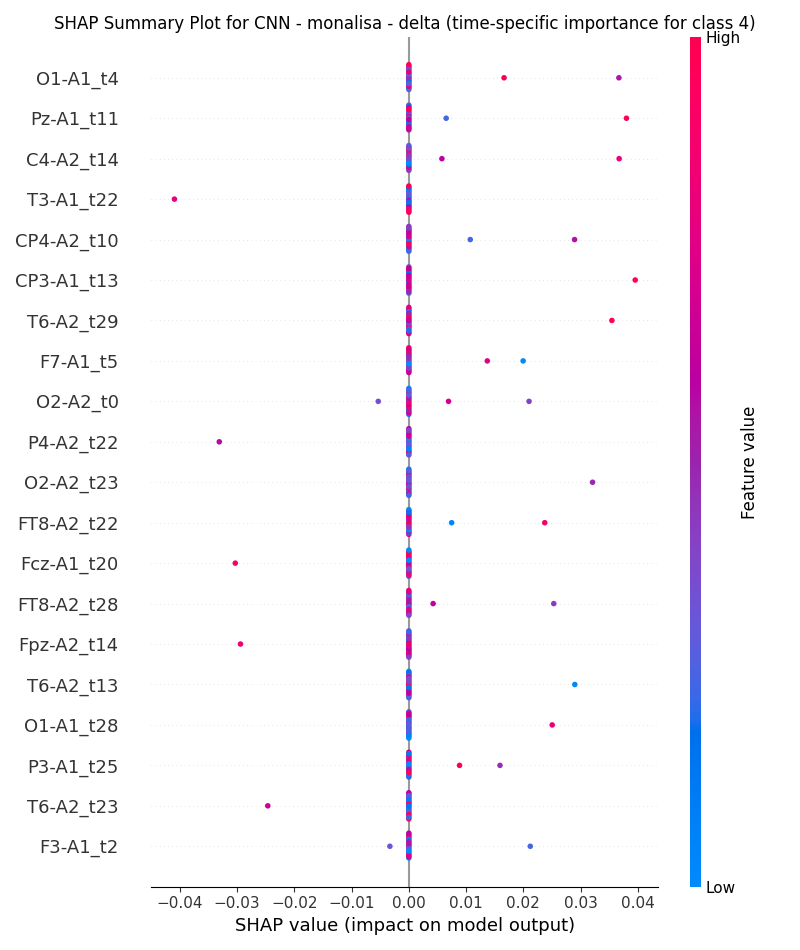 SHAP Summary Plot for CNN - monalisa - delta (time-specific importance for class 4)
High
O1-A1_t4
Pz-A1_t11
C4-A2_t14
T3-A1_t22
CP4-A2_t10
CP3-A1_t13
T6-A2_t29
F7-A1_t5
O2-A2_t0
P4-A2_t22
O2-A2_t23
FT8-A2_t22
Fcz-A1_t20
FT8-A2_t28
Fpz-A2_t14
T6-A2_t13
O1-A1_t28
P3-A1_t25
T6-A2_t23
F3-A1_t2
Feature value
Low
−0.04 −0.03 −0.02 −0.01 0.00 0.01 0.02 0.03 0.04
SHAP value (impact on model output)